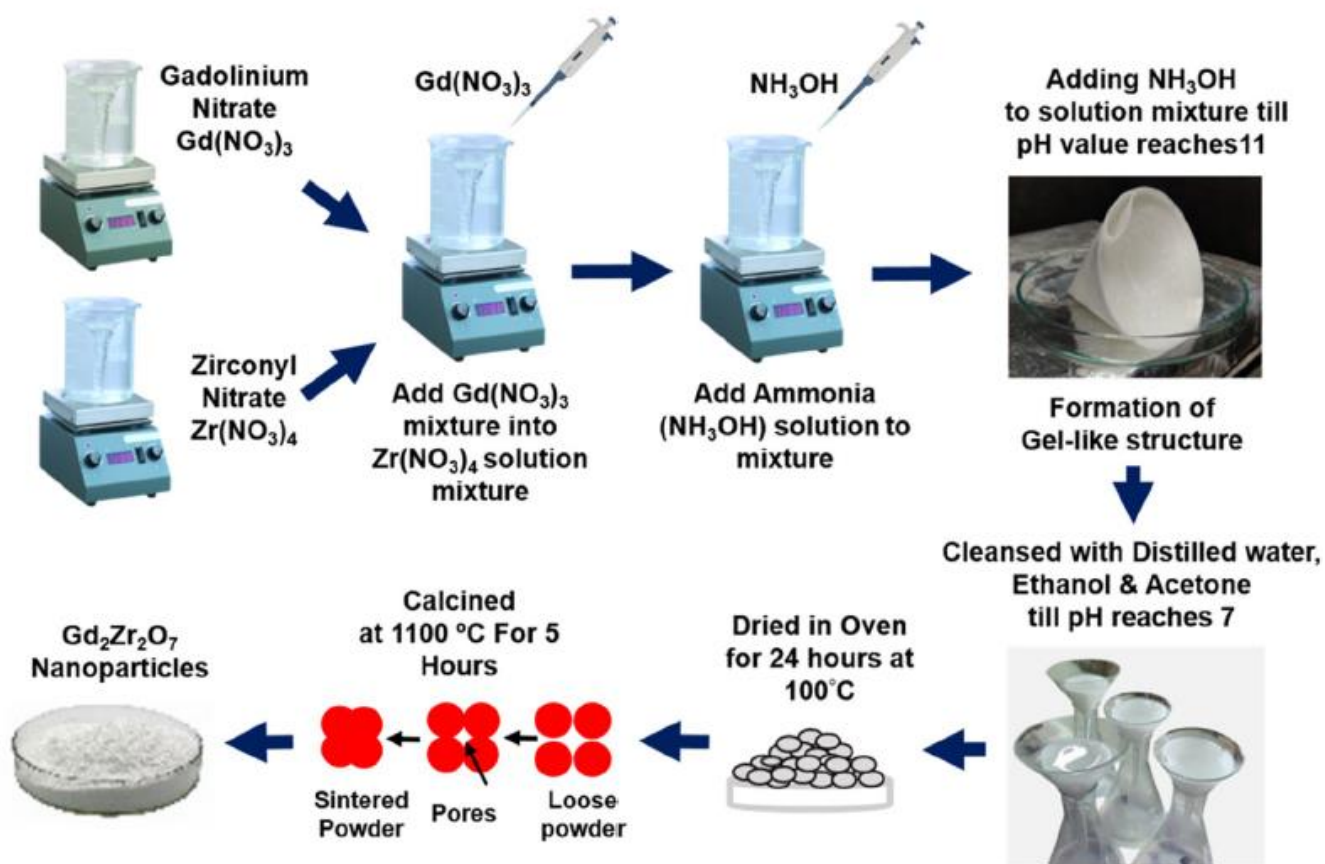 Gadolinium
Nitrate
Gd(NO₃)₃
Gd(NO₃)₃
NH₃OH
Adding NH₃OH
to solution mixture till
pH value reaches11
Zirconyl
Nitrate
Zr(NO₃)₄
Add Gd(NO₃)₃
mixture into
Zr(NO₃)₄ solution
mixture
Add Ammonia
(NH₃OH) solution to
mixture
Formation of
Gel-like structure
Cleansed with Distilled water,
Ethanol & Acetone
till pH reaches 7
Dried in Oven
for 24 hours at
100°C
Calcined
at 1100 ºC For 5
Hours
Loose
powder
Pores
Sintered
Powder
Gd₂Zr₂O₇
Nanoparticles